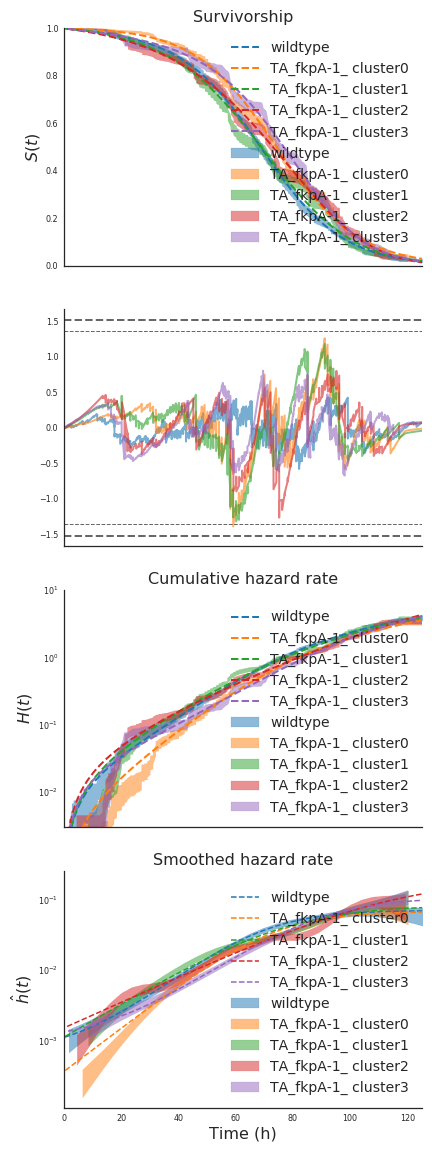 Survivorship
1.0
0.8
0.6
0.4
0.2
0.0
S(t)
wildtype
TA_fkpA-1_ cluster0
TA_fkpA-1_ cluster1
TA_fkpA-1_ cluster2
TA_fkpA-1_ cluster3
wildtype
TA_fkpA-1_ cluster0
TA_fkpA-1_ cluster1
TA_fkpA-1_ cluster2
TA_fkpA-1_ cluster3
1.5
1.0
0.5
0.0
−0.5
−1.0
−1.5
Cumulative hazard rate
10¹
10⁰
10⁻¹
10⁻²
H(t)
wildtype
TA_fkpA-1_ cluster0
TA_fkpA-1_ cluster1
TA_fkpA-1_ cluster2
TA_fkpA-1_ cluster3
wildtype
TA_fkpA-1_ cluster0
TA_fkpA-1_ cluster1
TA_fkpA-1_ cluster2
TA_fkpA-1_ cluster3
Smoothed hazard rate
10⁻¹
10⁻²
10⁻³
ĥ(t)
wildtype
TA_fkpA-1_ cluster0
TA_fkpA-1_ cluster1
TA_fkpA-1_ cluster2
TA_fkpA-1_ cluster3
wildtype
TA_fkpA-1_ cluster0
TA_fkpA-1_ cluster1
TA_fkpA-1_ cluster2
TA_fkpA-1_ cluster3
0 20 40 60 80 100 120
Time (h)